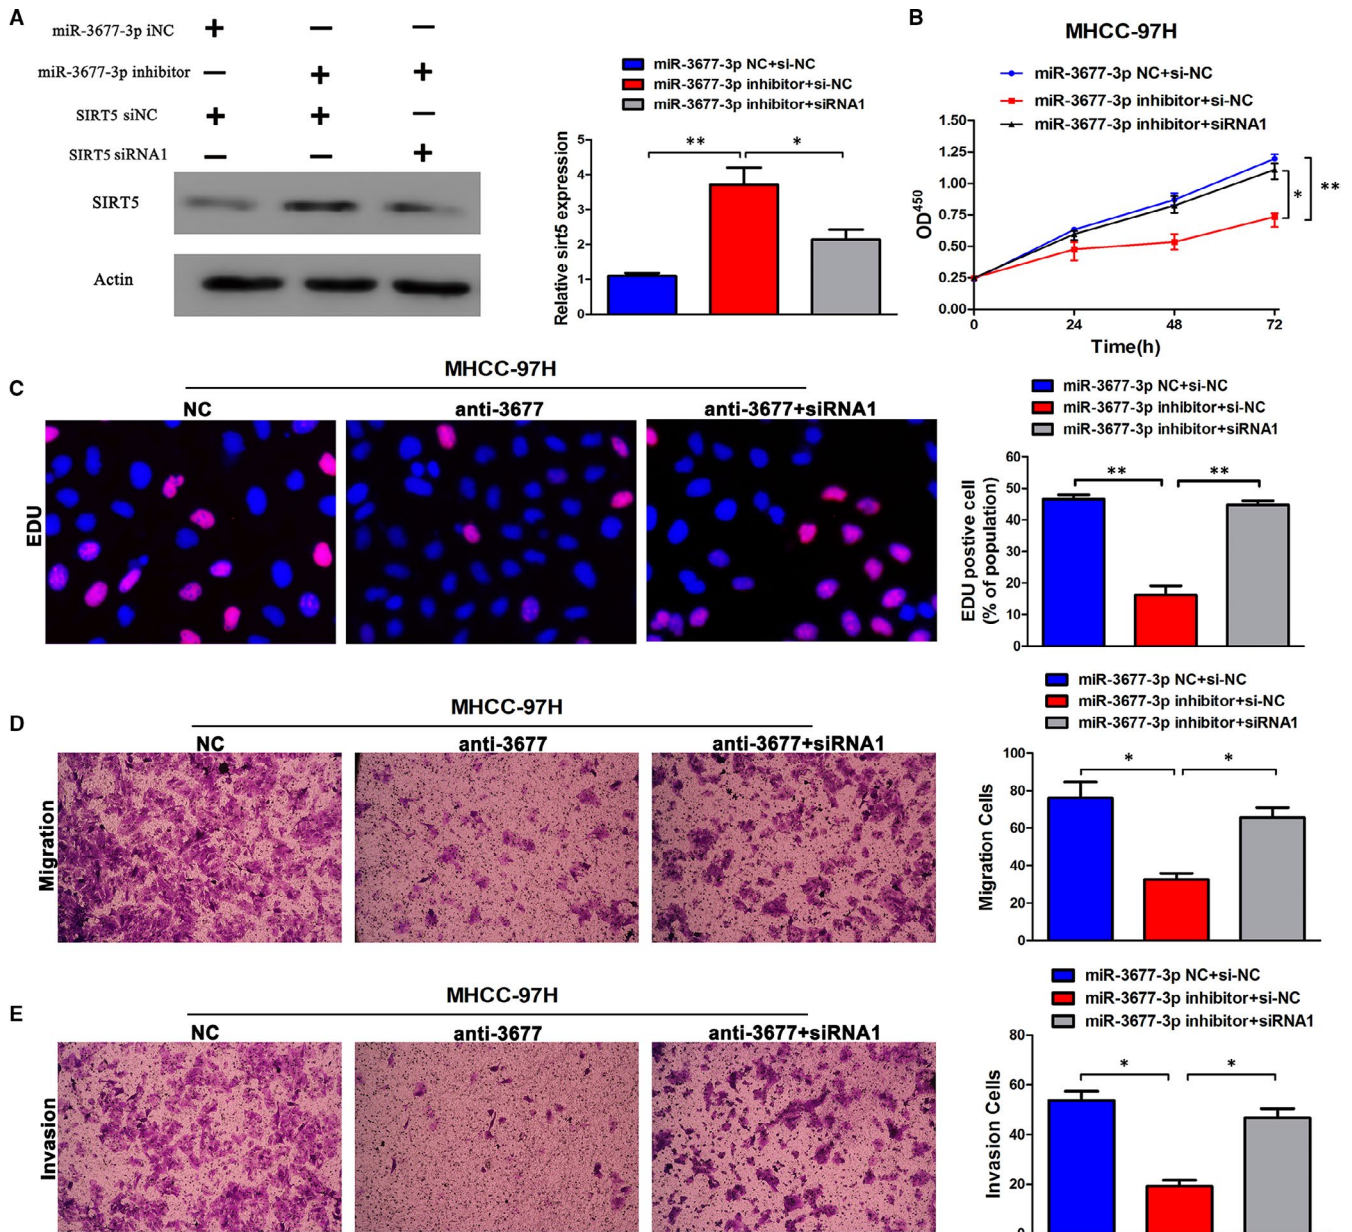 A
miR-3677-3p iNC + − −
miR-3677-3p inhibitor − + +
SIRT5 siNC + + −
SIRT5 siRNA1 − − +
SIRT5
Actin
miR-3677-3p NC+si-NC
miR-3677-3p inhibitor+si-NC
miR-3677-3p inhibitor+siRNA1
Relative sirt5 expression
5
4
3
2
1
0
** *
B
MHCC-97H
miR-3677-3p NC+si-NC
miR-3677-3p inhibitor+si-NC
miR-3677-3p inhibitor+siRNA1
OD450
1.50
1.25
1.00
0.75
0.50
0.25
0.00
0 24 48 72
Time(h)
* **
C
MHCC-97H
NC anti-3677 anti-3677+siRNA1
EDU
miR-3677-3p NC+si-NC
miR-3677-3p inhibitor+si-NC
miR-3677-3p inhibitor+siRNA1
EDU postive cell
(% of population)
60
50
40
30
20
10
0
** **
D
MHCC-97H
NC anti-3677 anti-3677+siRNA1
Migration
miR-3677-3p NC+si-NC
miR-3677-3p inhibitor+si-NC
miR-3677-3p inhibitor+siRNA1
Migration Cells
100
80
60
40
20
0
* *
E
MHCC-97H
NC anti-3677 anti-3677+siRNA1
Invasion
miR-3677-3p NC+si-NC
miR-3677-3p inhibitor+si-NC
miR-3677-3p inhibitor+siRNA1
Invasion Cells
80
60
40
20
0
* *